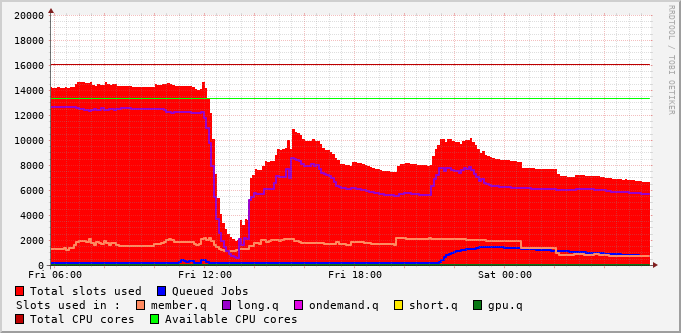 20000
18000
16000
14000
12000
10000
8000
6000
4000
2000
0
Fri 06:00 Fri 12:00 Fri 18:00 Sat 00:00
RRDTOOL / TOBI OETIKER
Total slots used Queued Jobs
Slots used in : member.q long.q ondemand.q short.q gpu.q
Total CPU cores Available CPU cores